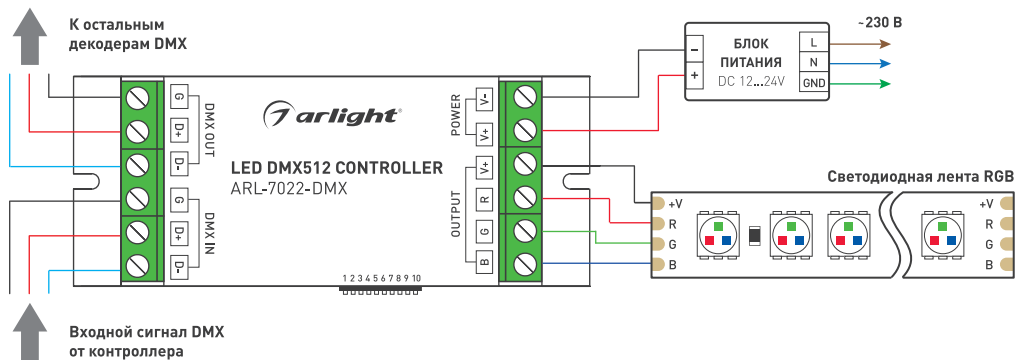 К остальным
декодерам DMX
G
D+
D-
DMX OUT
G
D+
D-
DMX IN
arlight
LED DMX512 CONTROLLER
ARL-7022-DMX
1 2 3 4 5 6 7 8 9 10
POWER
V-
V+
OUTPUT
V+
R
G
B
–
+
БЛОК
ПИТАНИЯ
DC 12...24V
L
N
GND
~230 В
Светодиодная лента RGB
+V
R
G
B
+V
R
G
B
Входной сигнал DMX
от контроллера